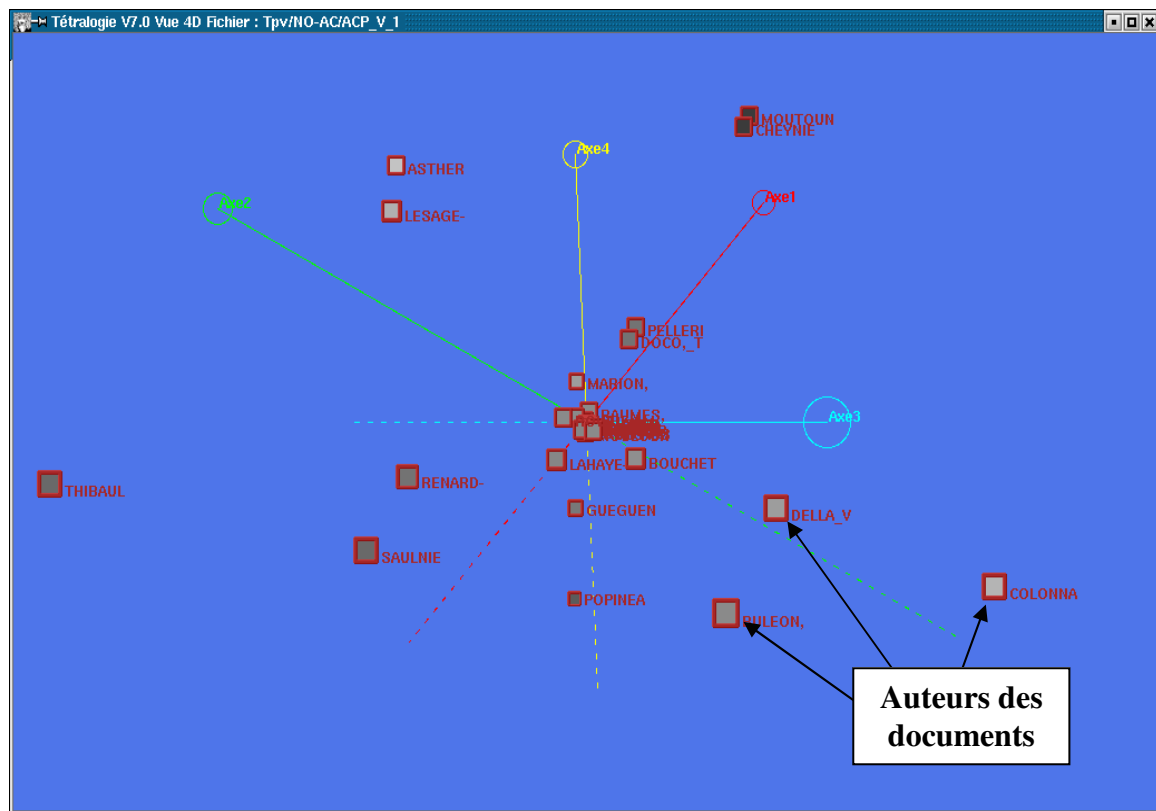 Tétralogie V7.0 Vue 4D Fichier : Tpv/NO-AC/ACP_V_1
MOUTOUN
CHEYNIE
Axe4
ASTHER
Axe2
Axe1
LESAGE-
PELLERI
DOCO,_T
MARION,
BAUMES,
Axe3
LAHAYE-
BOUCHET
THIBAUL
RENARD-
GUEGUEN
DELLA_V
SAULNIE
COLONNA
POPINEA
BULEON,
Auteurs des
documents